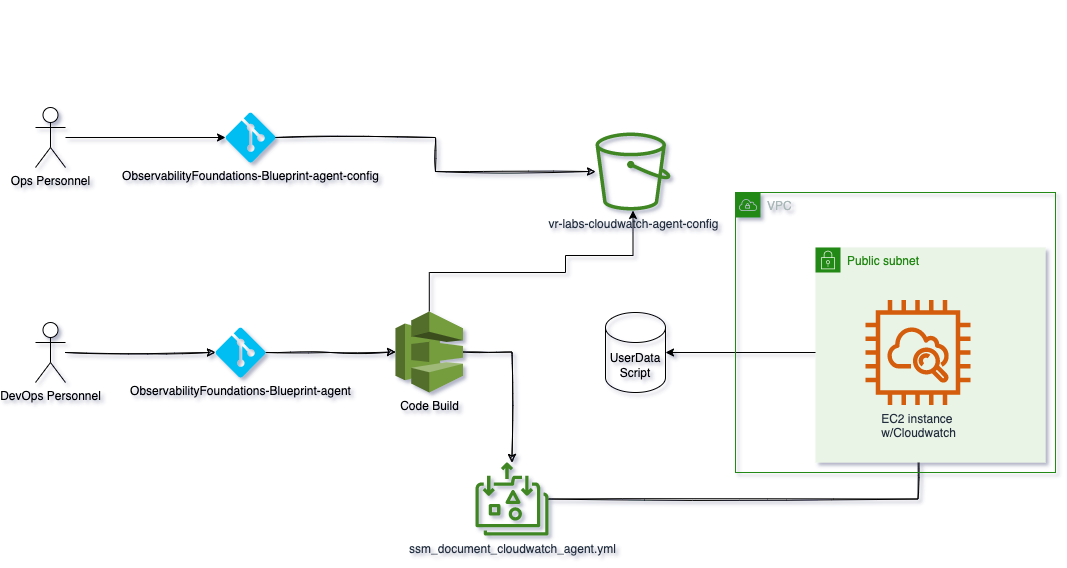 Ops Personnel
ObservabilityFoundations-Blueprint-agent-config
vr-labs-cloudwatch-agent-config
VPC
Public subnet
EC2 instance
w/Cloudwatch
UserData
Script
DevOps Personnel
ObservabilityFoundations-Blueprint-agent
Code Build
ssm_document_cloudwatch_agent.yml